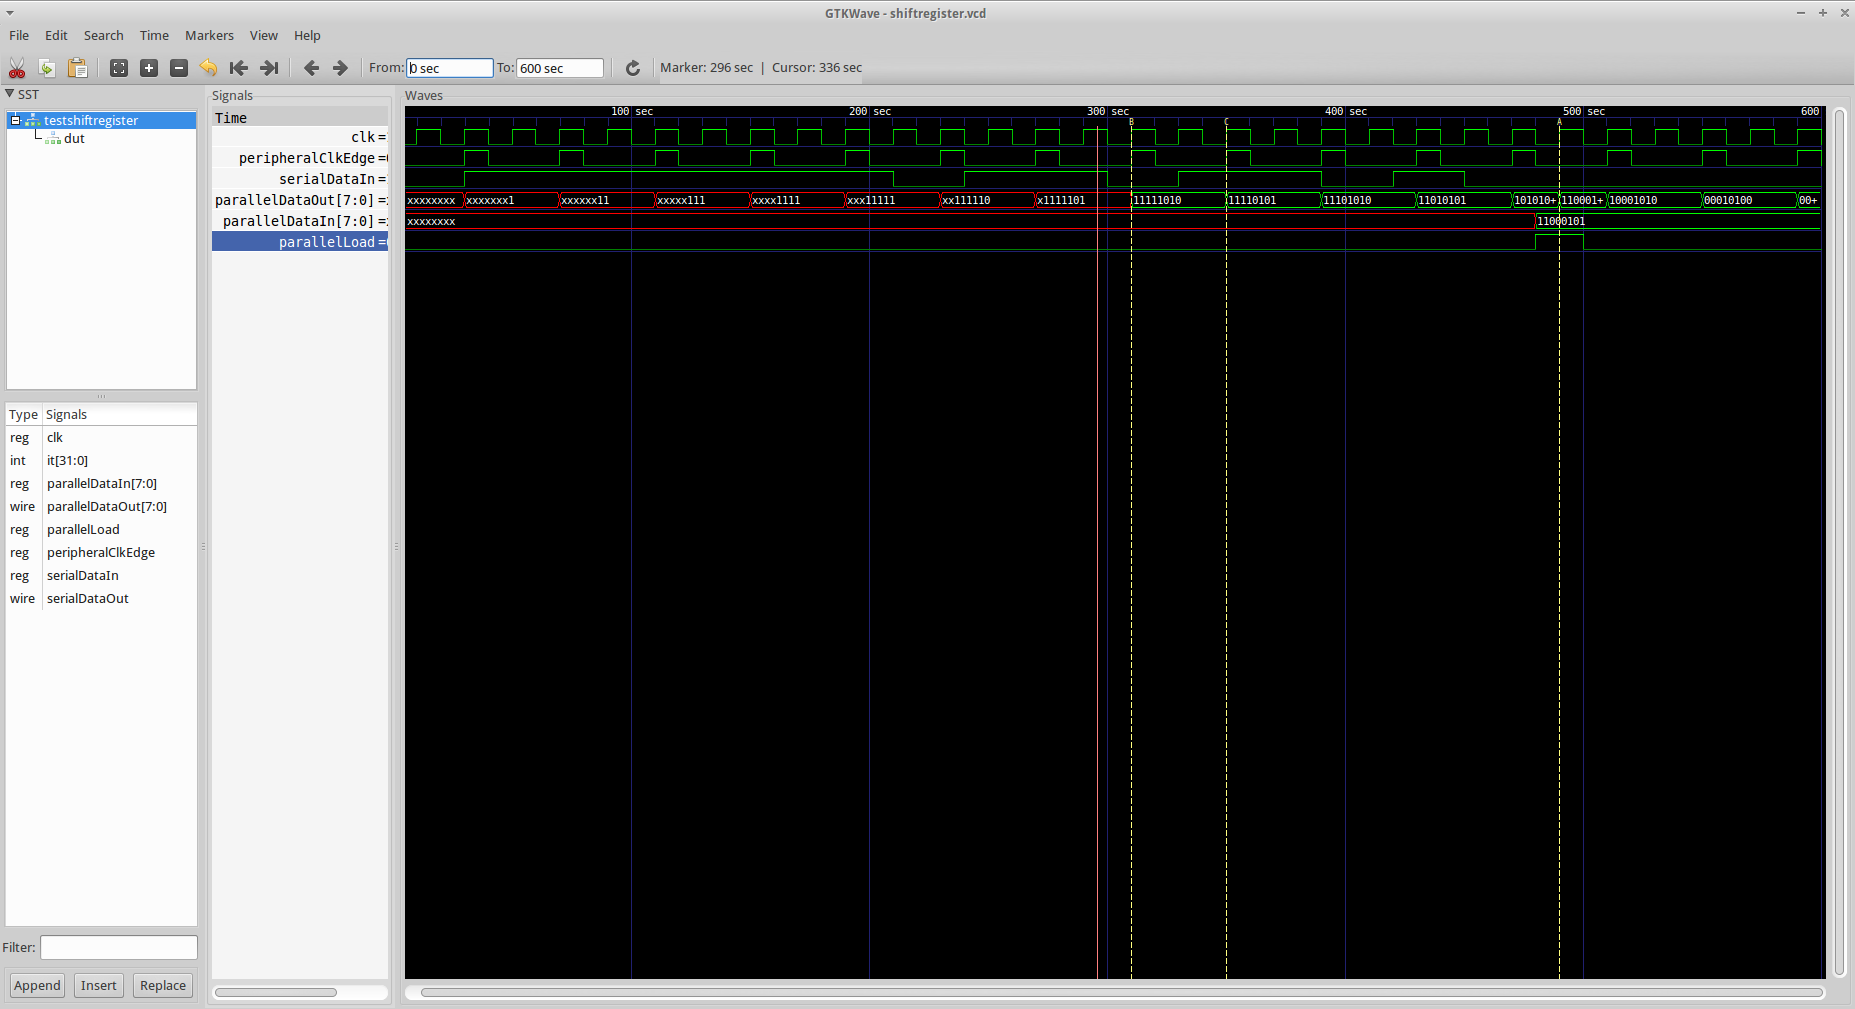 GTKWave - shiftregister.vcd
File Edit Search Time Markers View Help
From: 0 sec To: 600 sec Marker: 296 sec | Cursor: 336 sec
SST
testshiftregister
dut
Type Signals
reg clk
int it[31:0]
reg parallelDataIn[7:0]
wire parallelDataOut[7:0]
reg parallelLoad
reg peripheralClkEdge
reg serialDataIn
wire serialDataOut
Filter:
Append Insert Replace
Signals
Time
clk =
peripheralClkEdge =
serialDataIn =
parallelDataOut[7:0] =
parallelDataIn[7:0] =
parallelLoad =
Waves
100 sec 200 sec 300 sec 400 sec 500 sec 600
B C A
xxxxxxxx xxxxxxx1 xxxxxx11 xxxxx111 xxxx1111 xxx11111 xx111110 x1111101 11111010 11110101 11101010 11010101 101010+ 110001+ 10001010 00010100 00+
xxxxxxxx 11000101